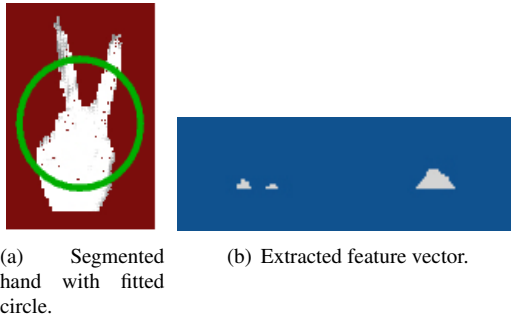 (a) Segmented
hand with fitted
circle.
(b) Extracted feature vector.